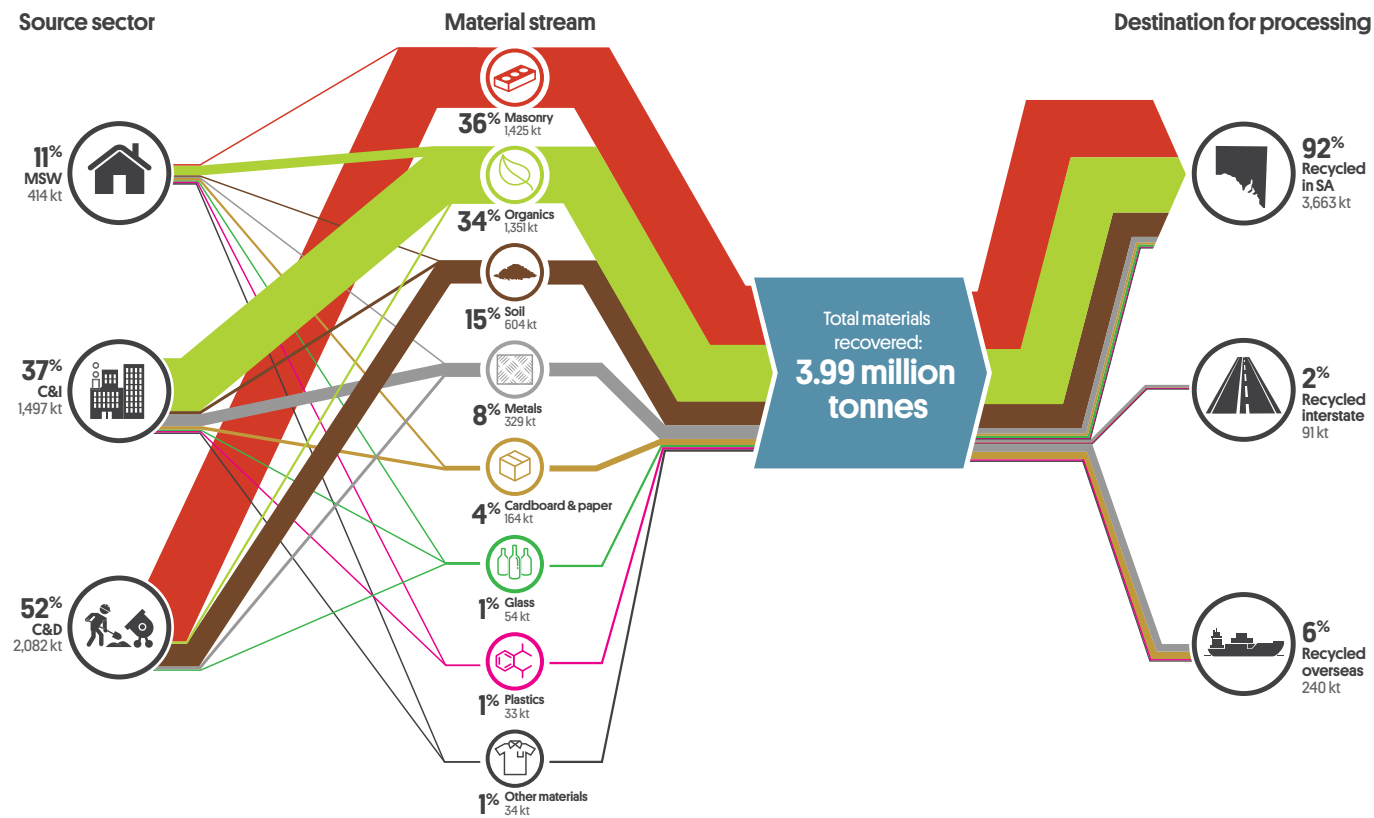 Source sector
Material stream
Destination for processing
11%
MSW
414 kt
37%
C&I
1,497 kt
52%
C&D
2,082 kt
36% Masonry
1,425 kt
34% Organics
1,351 kt
15% Soil
604 kt
8% Metals
329 kt
4% Cardboard & paper
164 kt
1% Glass
54 kt
1% Plastics
33 kt
1% Other materials
34 kt
Total materials
recovered:
3.99 million
tonnes
92%
Recycled
in SA
3,663 kt
2%
Recycled
interstate
91 kt
6%
Recycled
overseas
240 kt